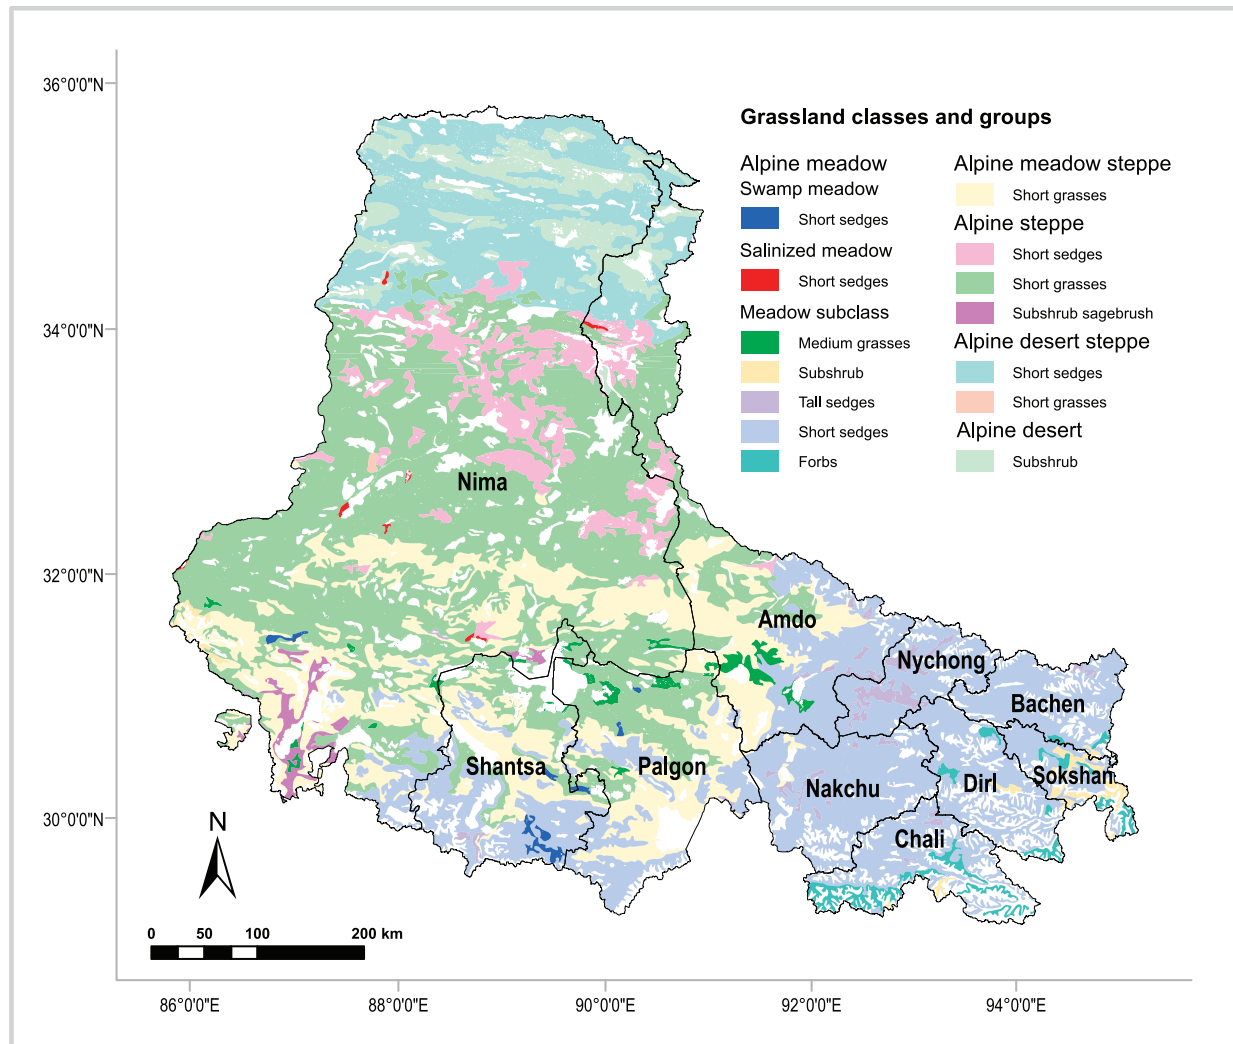 36°0'0"N
34°0'0"N
32°0'0"N
30°0'0"N
Grassland classes and groups
Alpine meadow
Swamp meadow
Short sedges
Salinized meadow
Short sedges
Meadow subclass
Medium grasses
Subshrub
Tall sedges
Short sedges
Forbs
Alpine meadow steppe
Short grasses
Alpine steppe
Short sedges
Short grasses
Subshrub sagebrush
Alpine desert steppe
Short sedges
Short grasses
Alpine desert
Subshrub
Nima
Amdo
Nychong
Bachen
Shantsa
Palgon
Nakchu
Dirl
Sokshan
Chali
N
0 50 100 200 km
86°0'0"E 88°0'0"E 90°0'0"E 92°0'0"E 94°0'0"E